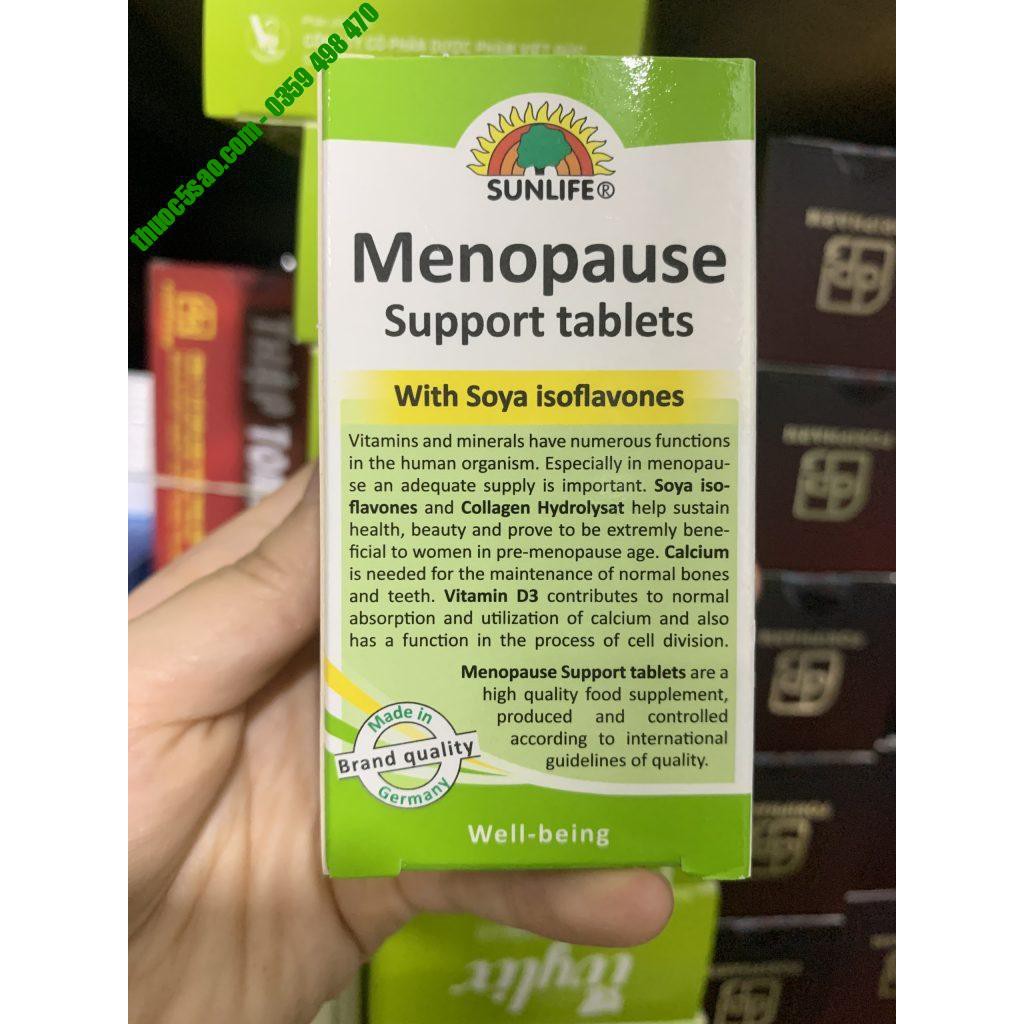 thuoc5sao.com - 0359 498 470
SUNLIFE®
Menopause
Support tablets
With Soya isoflavones
Vitamins and minerals have numerous functions
in the human organism. Especially in menopau-
se an adequate supply is important. Soya iso-
flavones and Collagen Hydrolysat help sustain
health, beauty and prove to be extremly bene-
ficial to women in pre-menopause age. Calcium
is needed for the maintenance of normal bones
and teeth. Vitamin D3 contributes to normal
absorption and utilization of calcium and also
has a function in the process of cell division.
Menopause Support tablets are a
high quality food supplement,
produced and controlled
according to international
guidelines of quality.
Made in
Brand quality
Germany
Well-being